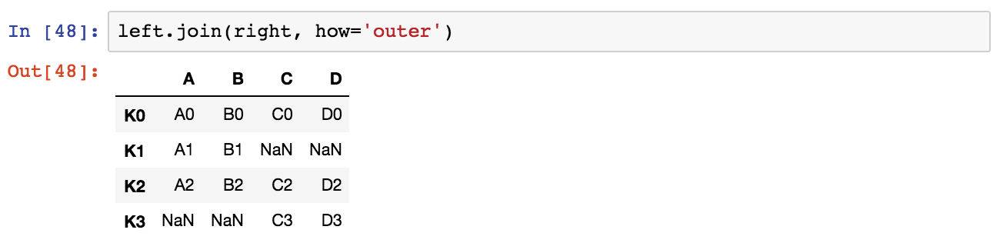 In [48]: left.join(right, how='outer')
Out[48]:
A B C D
K0 A0 B0 C0 D0
K1 A1 B1 NaN NaN
K2 A2 B2 C2 D2
K3 NaN NaN C3 D3